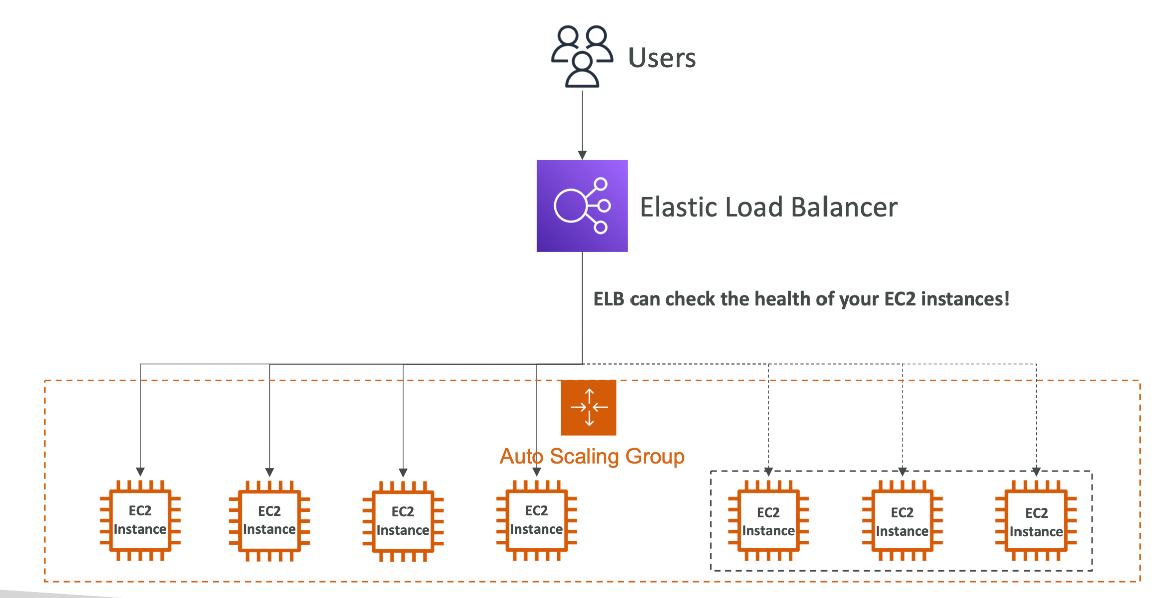 Users
Elastic Load Balancer
ELB can check the health of your EC2 instances!
Auto Scaling Group
EC2
Instance
EC2
Instance
EC2
Instance
EC2
Instance
EC2
Instance
EC2
Instance
EC2
Instance